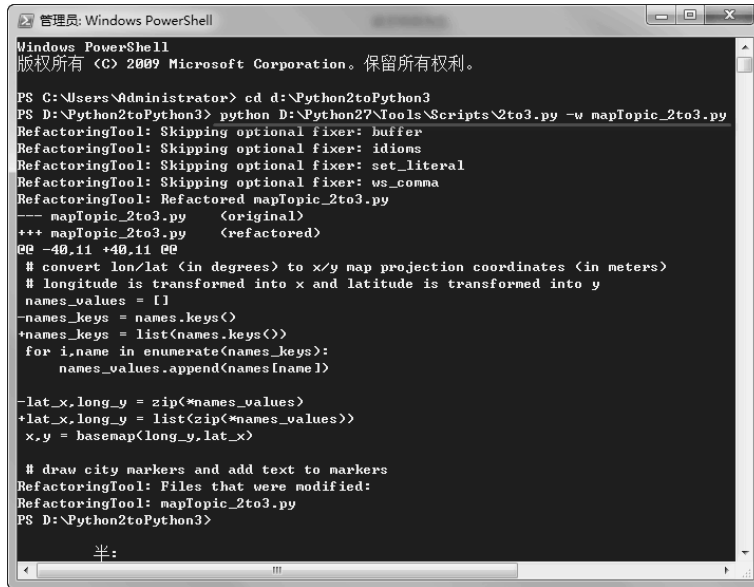 管理员: Windows PowerShell
Windows PowerShell
版权所有 (C) 2009 Microsoft Corporation。保留所有权利。
PS C:\Users\Administrator> cd d:\Python2toPython3
PS D:\Python2toPython3> python D:\Python27\Tools\Scripts\2to3.py -w mapTopic_2to3.py
RefactoringTool: Skipping optional fixer: buffer
RefactoringTool: Skipping optional fixer: idioms
RefactoringTool: Skipping optional fixer: set_literal
RefactoringTool: Skipping optional fixer: ws_comma
RefactoringTool: Refactored mapTopic_2to3.py
--- mapTopic_2to3.py    (original)
+++ mapTopic_2to3.py    (refactored)
@@ -40,11 +40,11 @@
 # convert lon/lat (in degrees) to x/y map projection coordinates (in meters)
 # longitude is transformed into x and latitude is transformed into y
 names_values = []
-names_keys = names.keys()
+names_keys = list(names.keys())
 for i,name in enumerate(names_keys):
     names_values.append(names[name])
-lat_x,long_y = zip(*names_values)
+lat_x,long_y = list(zip(*names_values))
 x,y = basemap(long_y,lat_x)
 # draw city markers and add text to markers
RefactoringTool: Files that were modified:
RefactoringTool: mapTopic_2to3.py
PS D:\Python2toPython3>
半: